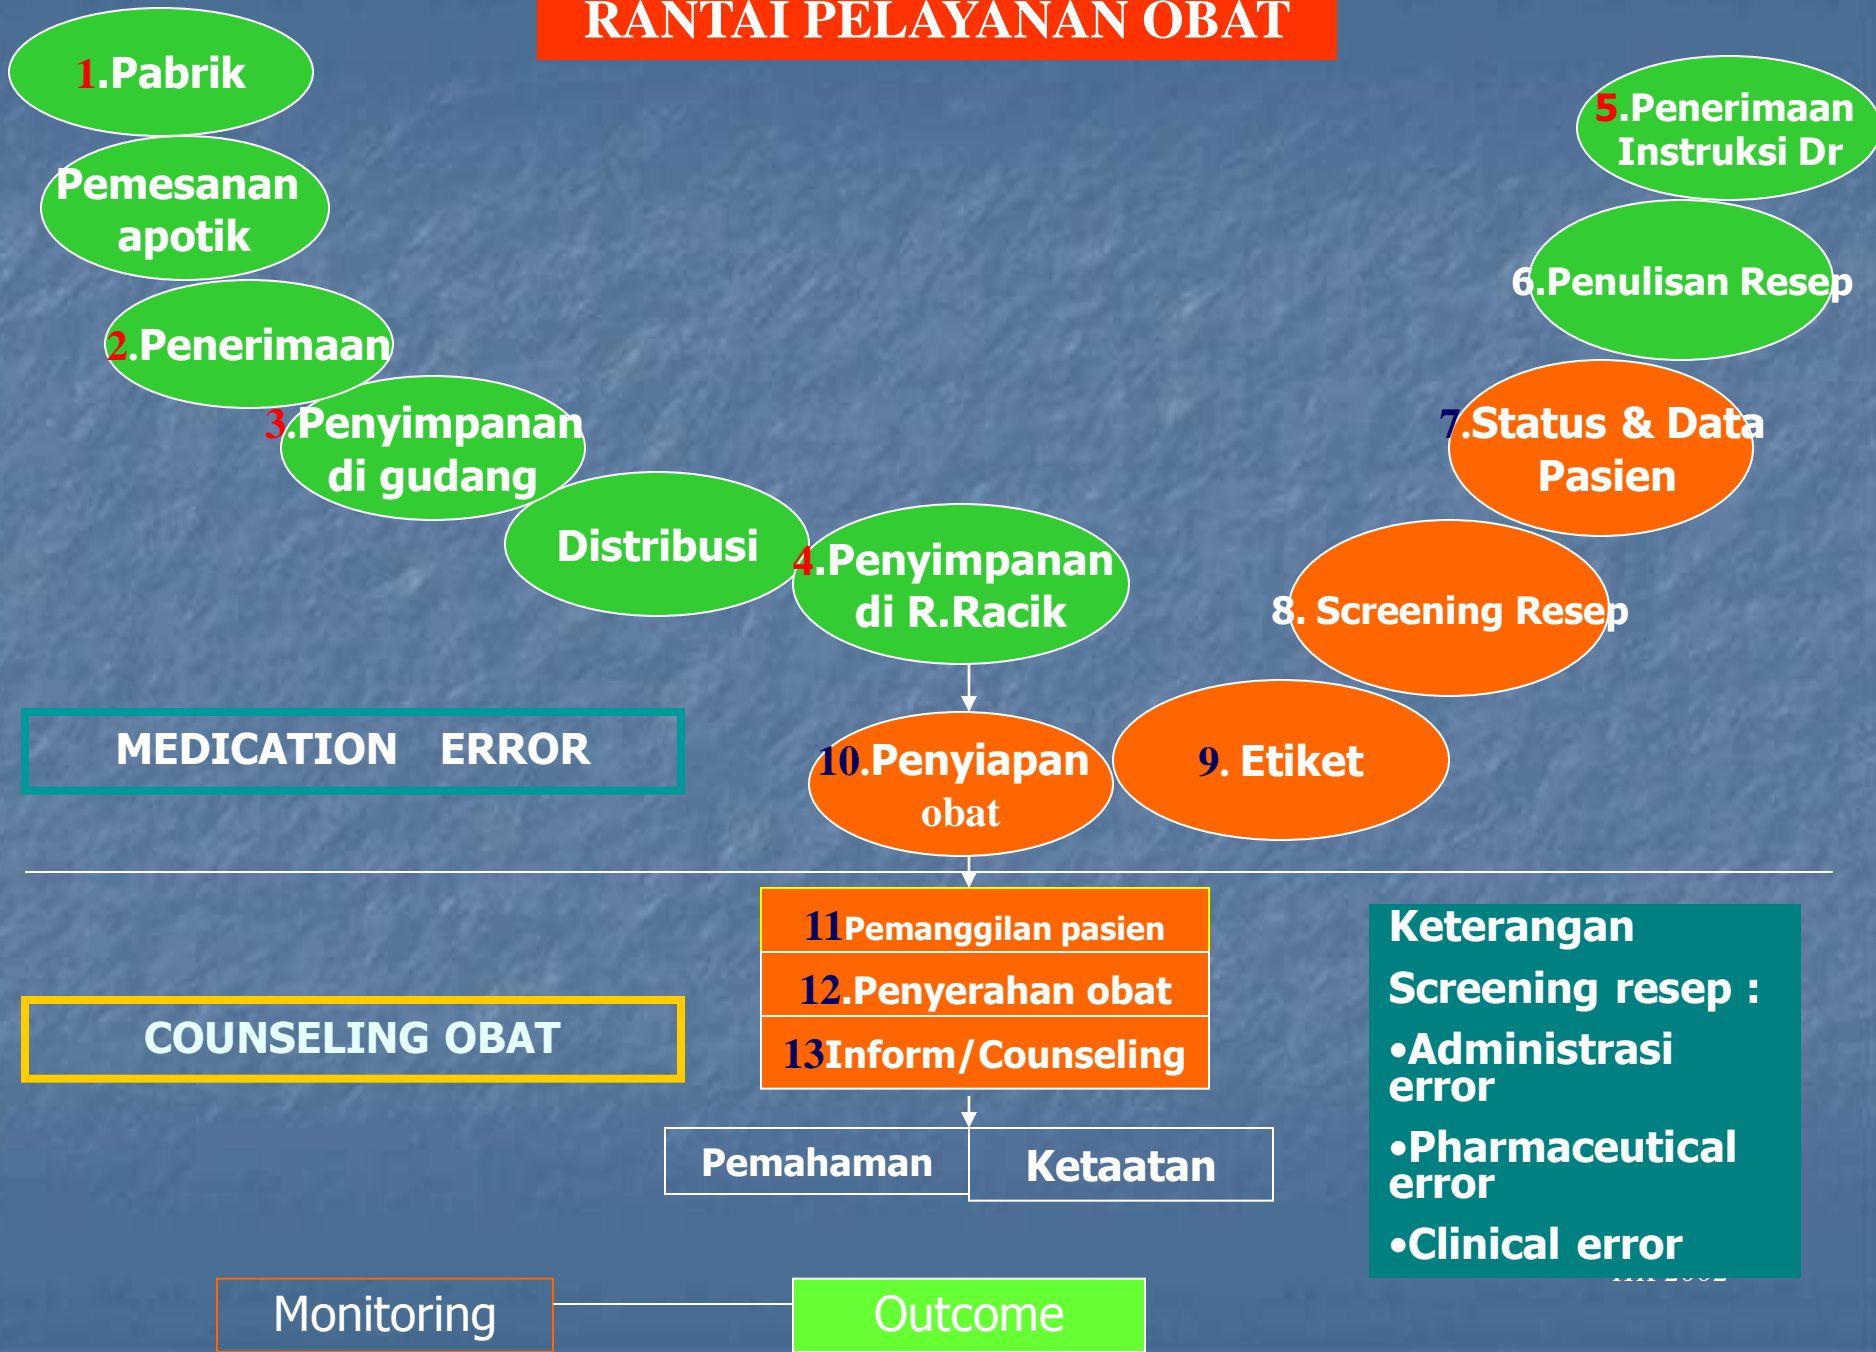 RANTAI PELAYANAN OBAT
1.Pabrik
Pemesanan
apotik
2.Penerimaan
3.Penyimpanan
di gudang
Distribusi
4.Penyimpanan
di R.Racik
5.Penerimaan
Instruksi Dr
6.Penulisan Resep
7.Status & Data
Pasien
8. Screening Resep
9. Etiket
10.Penyiapan
obat
MEDICATION ERROR
11Pemanggilan pasien
12.Penyerahan obat
13Inform/Counseling
COUNSELING OBAT
Pemahaman
Ketaatan
Keterangan
Screening resep :
•Administrasi
error
•Pharmaceutical
error
•Clinical error
2002
Monitoring
Outcome